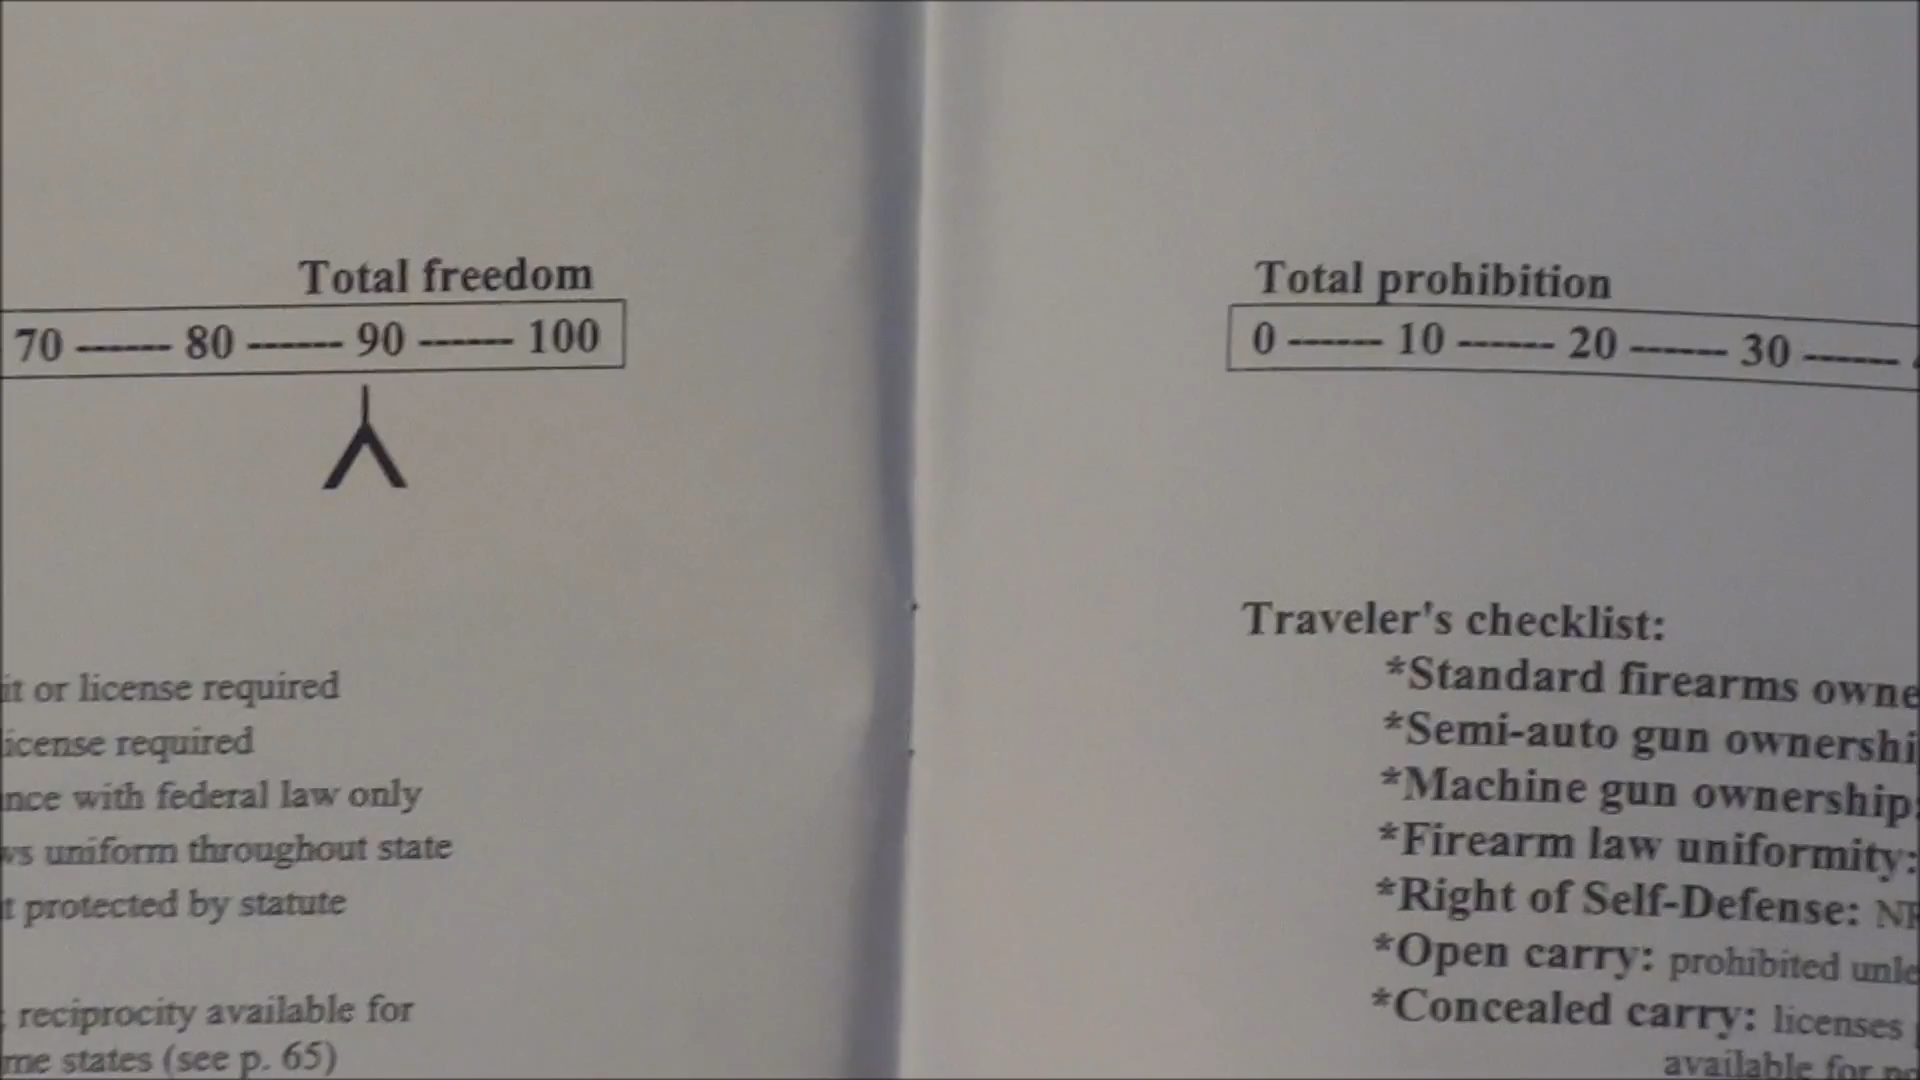 Total freedom
70 ------ 80 ------ 90 ------ 100
it or license required
icense required
nce with federal law only
ws uniform throughout state
t protected by statute
reciprocity available for
me states (see p. 65)
Total prohibition
0 ------ 10 ------ 20 ------ 30 ------
Traveler's checklist:
*Standard firearms owne
*Semi-auto gun ownershi
*Machine gun ownership:
*Firearm law uniformity:
*Right of Self-Defense:
*Open carry: prohibited unle
*Concealed carry: licenses
available for